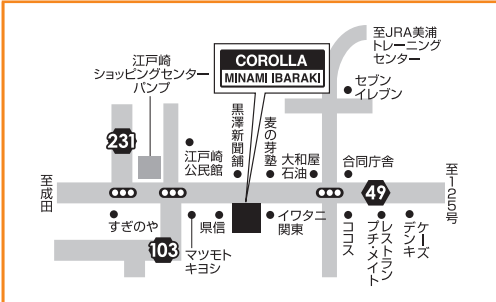 至JRA美浦
トレーニング
センター
江戸崎
ショッピングセンター
パンプ
COROLLA
MINAMI IBARAKI
セブン
イレブン
231
江戸崎
公民館
黒澤新聞舗
麦の芽塾
大和屋
石油
合同庁舎
至成田
49
至125号
すぎのや
103
マツモト
キヨシ
県信
イワタニ
関東
ココス
レストラン
プチ・メイト
ケーズ
デンキ